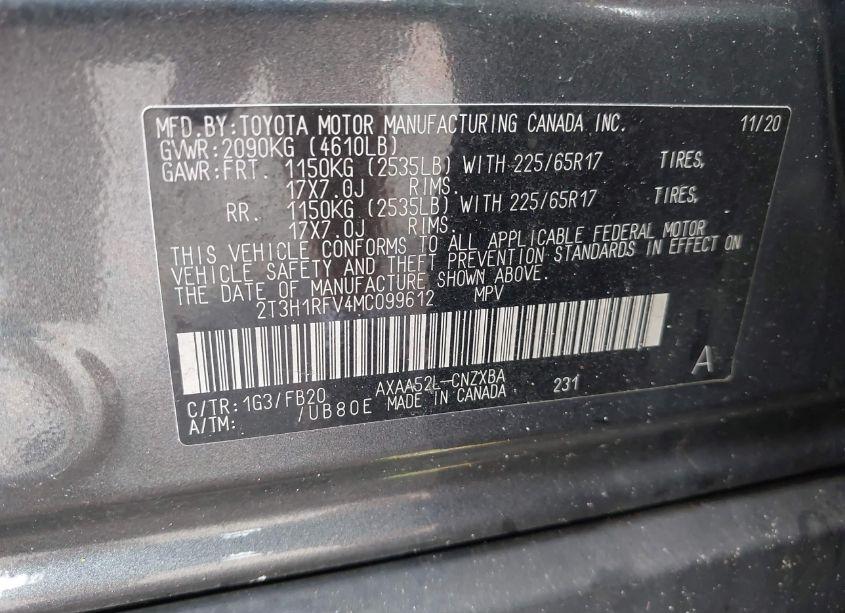 MFD.BY:TOYOTA MOTOR MANUFACTURING CANADA INC. 11/20
GVWR:2090KG (4610LB)
GAWR:FRT. 1150KG (2535LB) WITH 225/65R17 TIRES,
17X7.0J RIMS.
RR. 1150KG (2535LB) WITH 225/65R17 TIRES,
17X7.0J RIMS.
THIS VEHICLE CONFORMS TO ALL APPLICABLE FEDERAL MOTOR
VEHICLE SAFETY AND THEFT PREVENTION STANDARDS IN EFFECT ON
THE DATE OF MANUFACTURE SHOWN ABOVE.
2T3H1RFV4MC099612 MPV
A
C/TR:1G3/FB20 AXAA52L-CNZXBA 231
A/TM: /UB80E MADE IN CANADA